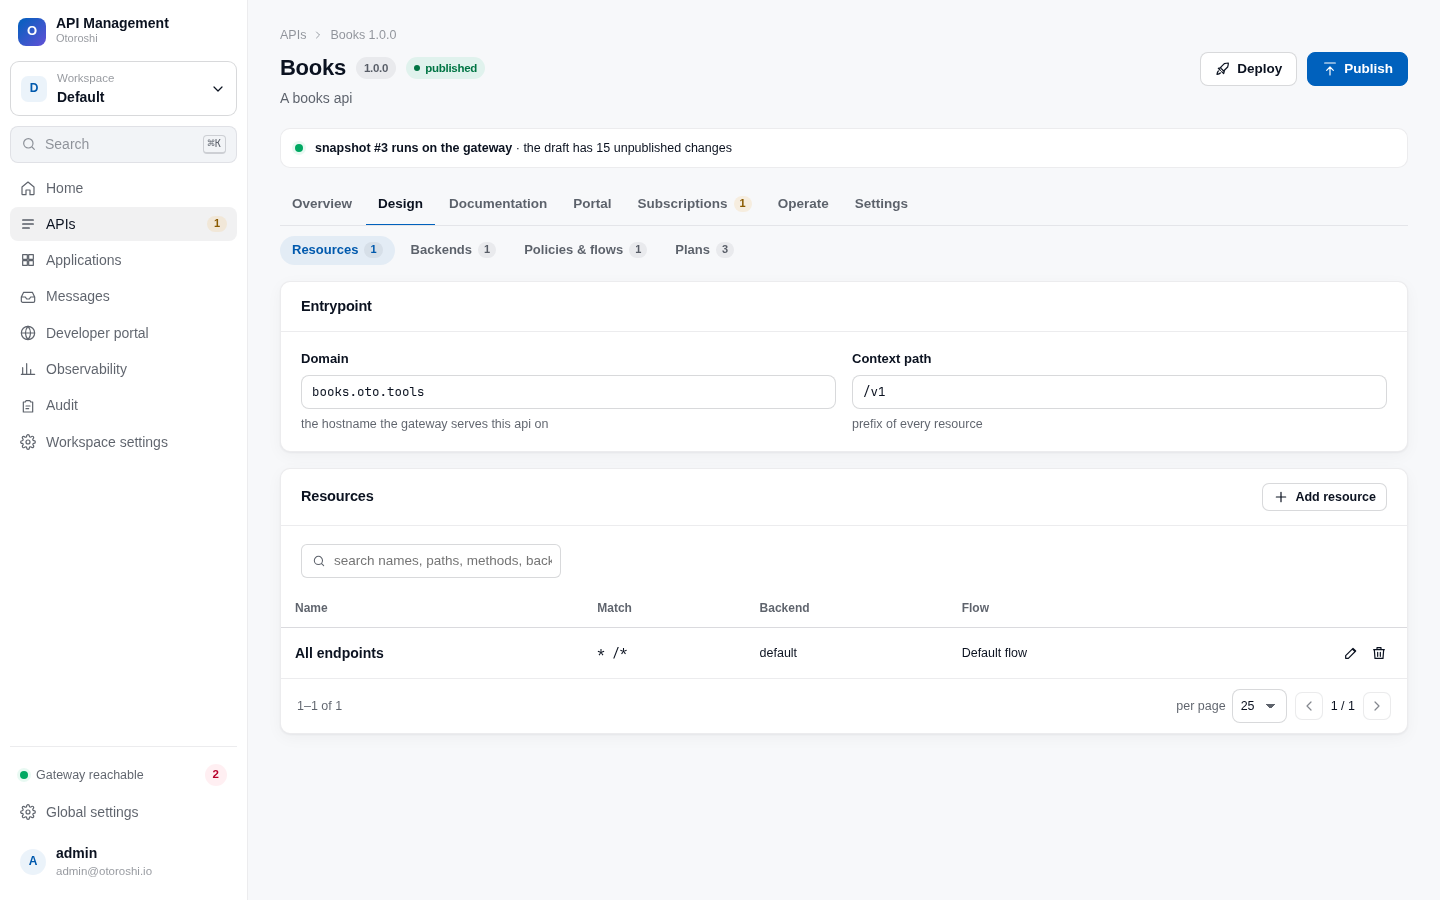 O
API Management
Otoroshi
D
Workspace
Default
Search
⌘K
Home
APIs 1
Applications
Messages
Developer portal
Observability
Audit
Workspace settings
Gateway reachable 2
Global settings
A
admin
admin@otoroshi.io
APIs > Books 1.0.0
Books 1.0.0 published
Deploy
Publish
A books api
snapshot #3 runs on the gateway · the draft has 15 unpublished changes
Overview Design Documentation Portal Subscriptions 1 Operate Settings
Resources 1 Backends 1 Policies & flows 1 Plans 3
Entrypoint
Domain
books.oto.tools
the hostname the gateway serves this api on
Context path
/v1
prefix of every resource
Resources
Add resource
search names, paths, methods, back
Name Match Backend Flow
All endpoints * /* default Default flow
1–1 of 1
per page 25
1 / 1